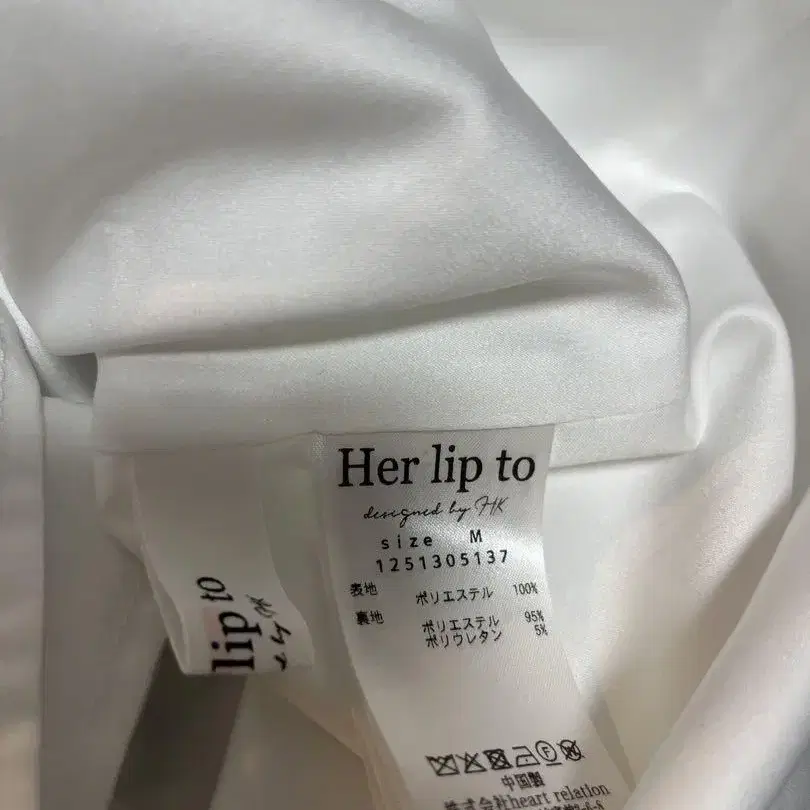 Her lip to
designed by HK
size M
1251305137
表地 ポリエステル 100%
裏地 ポリエステル 95%
ポリウレタン 5%
中国製
株式会社heart relation
lip to